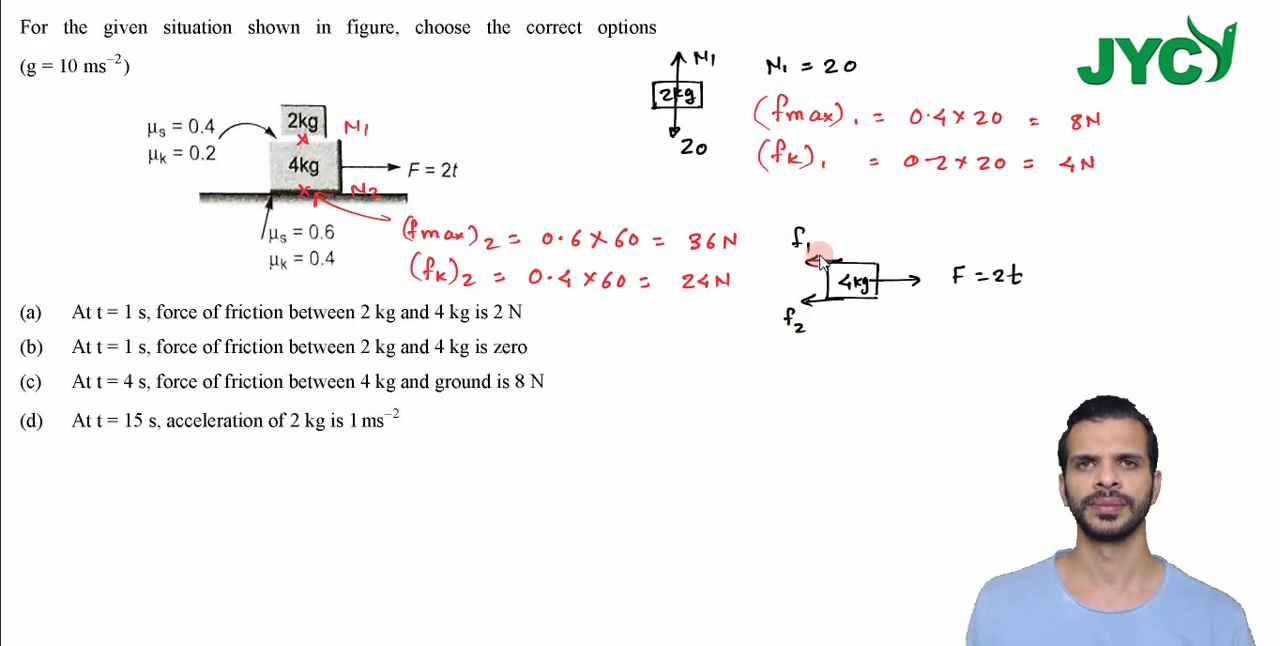 For the given situation shown in figure, choose the correct options
(g = 10 ms⁻²)
JYC
N₁
2kg
20
N₁ = 20
(fmax)₁ = 0.4 × 20 = 8N
(fk)₁ = 0.2 × 20 = 4N
μs = 0.4
μk = 0.2
2kg
N₁
4kg
F = 2t
N₂
μs = 0.6
μk = 0.4
(fmax)₂ = 0.6 × 60 = 36N
(fk)₂ = 0.4 × 60 = 24N
f₁
4kg
F = 2t
f₂
(a) At t = 1 s, force of friction between 2 kg and 4 kg is 2 N
(b) At t = 1 s, force of friction between 2 kg and 4 kg is zero
(c) At t = 4 s, force of friction between 4 kg and ground is 8 N
(d) At t = 15 s, acceleration of 2 kg is 1 ms⁻²